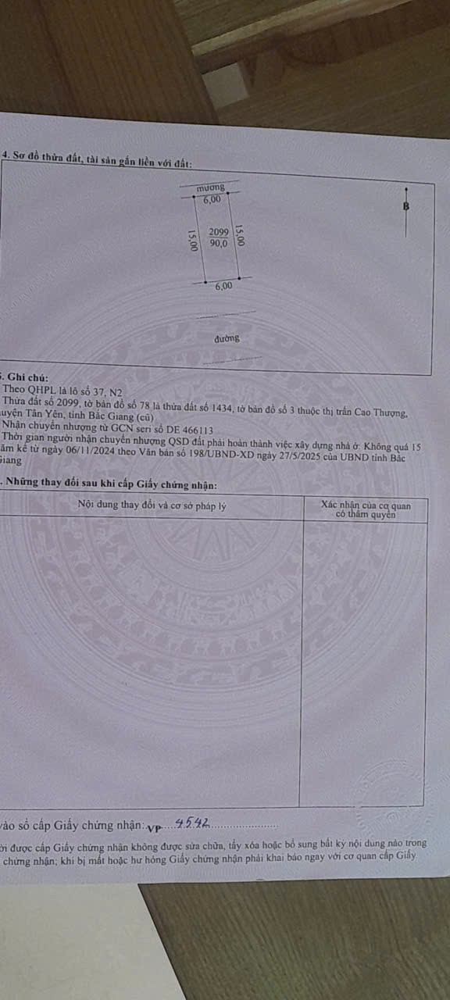 4. Sơ đồ thửa đất, tài sản gắn liền với đất:
mương
6,00
B
15,00
2099
90,0
15,00
6,00
đường
5. Ghi chú:
Theo QHPL là lô số 37, N2
Thửa đất số 2099, tờ bản đồ số 78 là thửa đất số 1434, tờ bản đồ số 3 thuộc thị trấn Cao Thượng,
huyện Tân Yên, tỉnh Bắc Giang (cũ)
Nhận chuyển nhượng từ GCN seri số DE 466113
Thời gian người nhận chuyển nhượng QSD đất phải hoàn thành việc xây dựng nhà ở: Không quá 15
năm kể từ ngày 06/11/2024 theo Văn bản số 198/UBND-XD ngày 27/5/2025 của UBND tỉnh Bắc
Giang
. Những thay đổi sau khi cấp Giấy chứng nhận:
Nội dung thay đổi và cơ sở pháp lý
Xác nhận của cơ quan
có thẩm quyền
vào sổ cấp Giấy chứng nhận: VP 4542
ời được cấp Giấy chứng nhận không được sửa chữa, tẩy xóa hoặc bổ sung bất kỳ nội dung nào trong
chứng nhận; khi bị mất hoặc hư hỏng Giấy chứng nhận phải khai báo ngay với cơ quan cấp Giấy